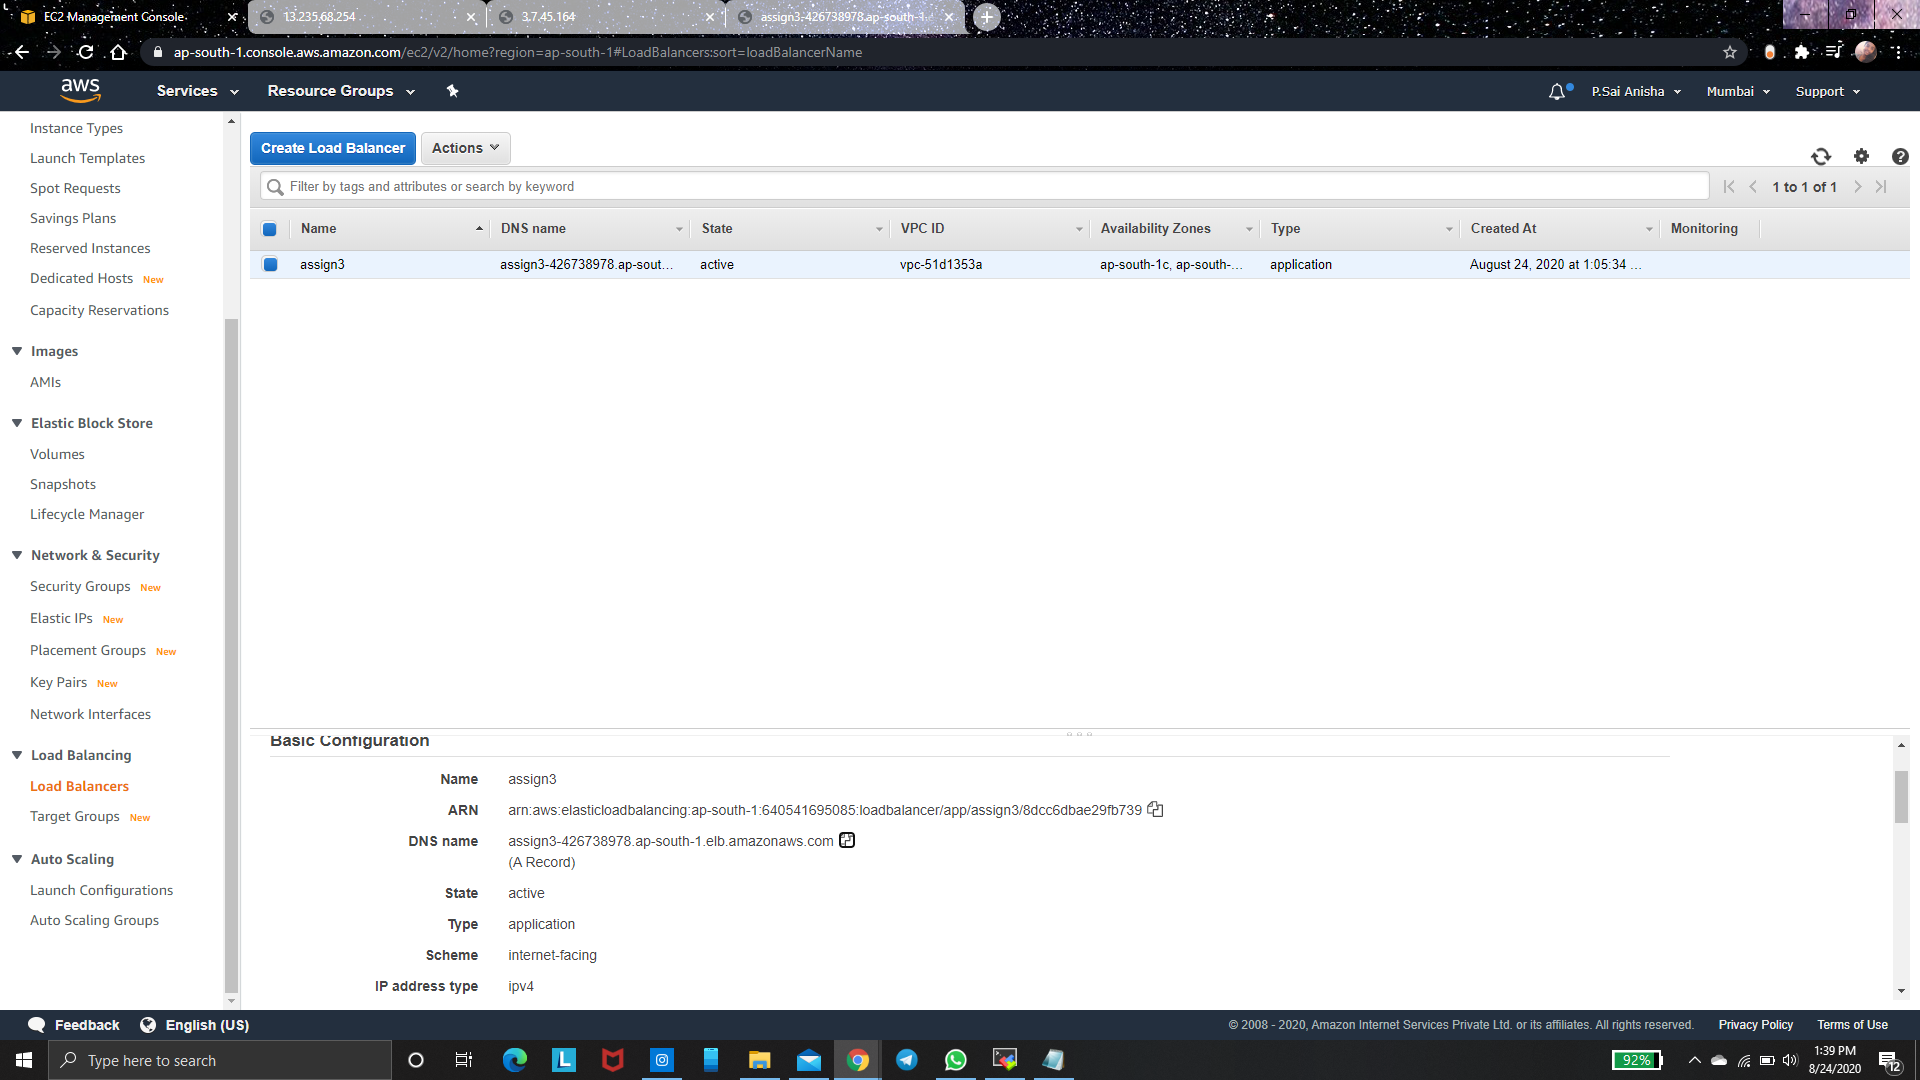 EC2 Management Console
13.235.68.254
3.7.45.164
assign3-426738978.ap-south-1.
ap-south-1.console.aws.amazon.com/ec2/v2/home?region=ap-south-1#LoadBalancers:sort=loadBalancerName
aws
Services
Resource Groups
P.Sai Anisha
Mumbai
Support
Instance Types
Launch Templates
Spot Requests
Savings Plans
Reserved Instances
Dedicated Hosts New
Capacity Reservations
Images
AMIs
Elastic Block Store
Volumes
Snapshots
Lifecycle Manager
Network & Security
Security Groups New
Elastic IPs New
Placement Groups New
Key Pairs New
Network Interfaces
Load Balancing
Load Balancers
Target Groups New
Auto Scaling
Launch Configurations
Auto Scaling Groups
Create Load Balancer
Actions
Filter by tags and attributes or search by keyword
1 to 1 of 1
Name DNS name State VPC ID Availability Zones Type Created At Monitoring
assign3 assign3-426738978.ap-sout... active vpc-51d1353a ap-south-1c, ap-south-... application August 24, 2020 at 1:05:34 ...
Basic Configuration
Name assign3
ARN arn:aws:elasticloadbalancing:ap-south-1:640541695085:loadbalancer/app/assign3/8dcc6dbae29fb739
DNS name assign3-426738978.ap-south-1.elb.amazonaws.com
(A Record)
State active
Type application
Scheme internet-facing
IP address type ipv4
Feedback
English (US)
© 2008 - 2020, Amazon Internet Services Private Ltd. or its affiliates. All rights reserved.
Privacy Policy
Terms of Use
Type here to search
L
92%
1:39 PM
8/24/2020
12